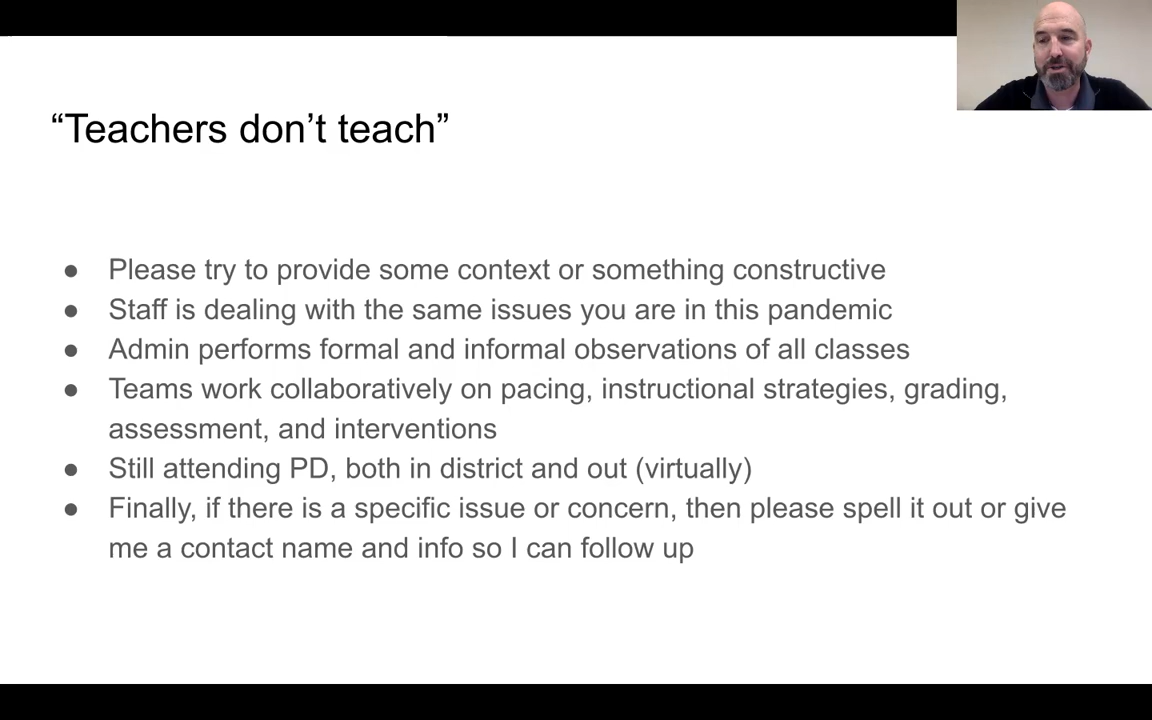 “Teachers don’t teach”
● Please try to provide some context or something constructive
● Staff is dealing with the same issues you are in this pandemic
● Admin performs formal and informal observations of all classes
● Teams work collaboratively on pacing, instructional strategies, grading,
assessment, and interventions
● Still attending PD, both in district and out (virtually)
● Finally, if there is a specific issue or concern, then please spell it out or give
me a contact name and info so I can follow up